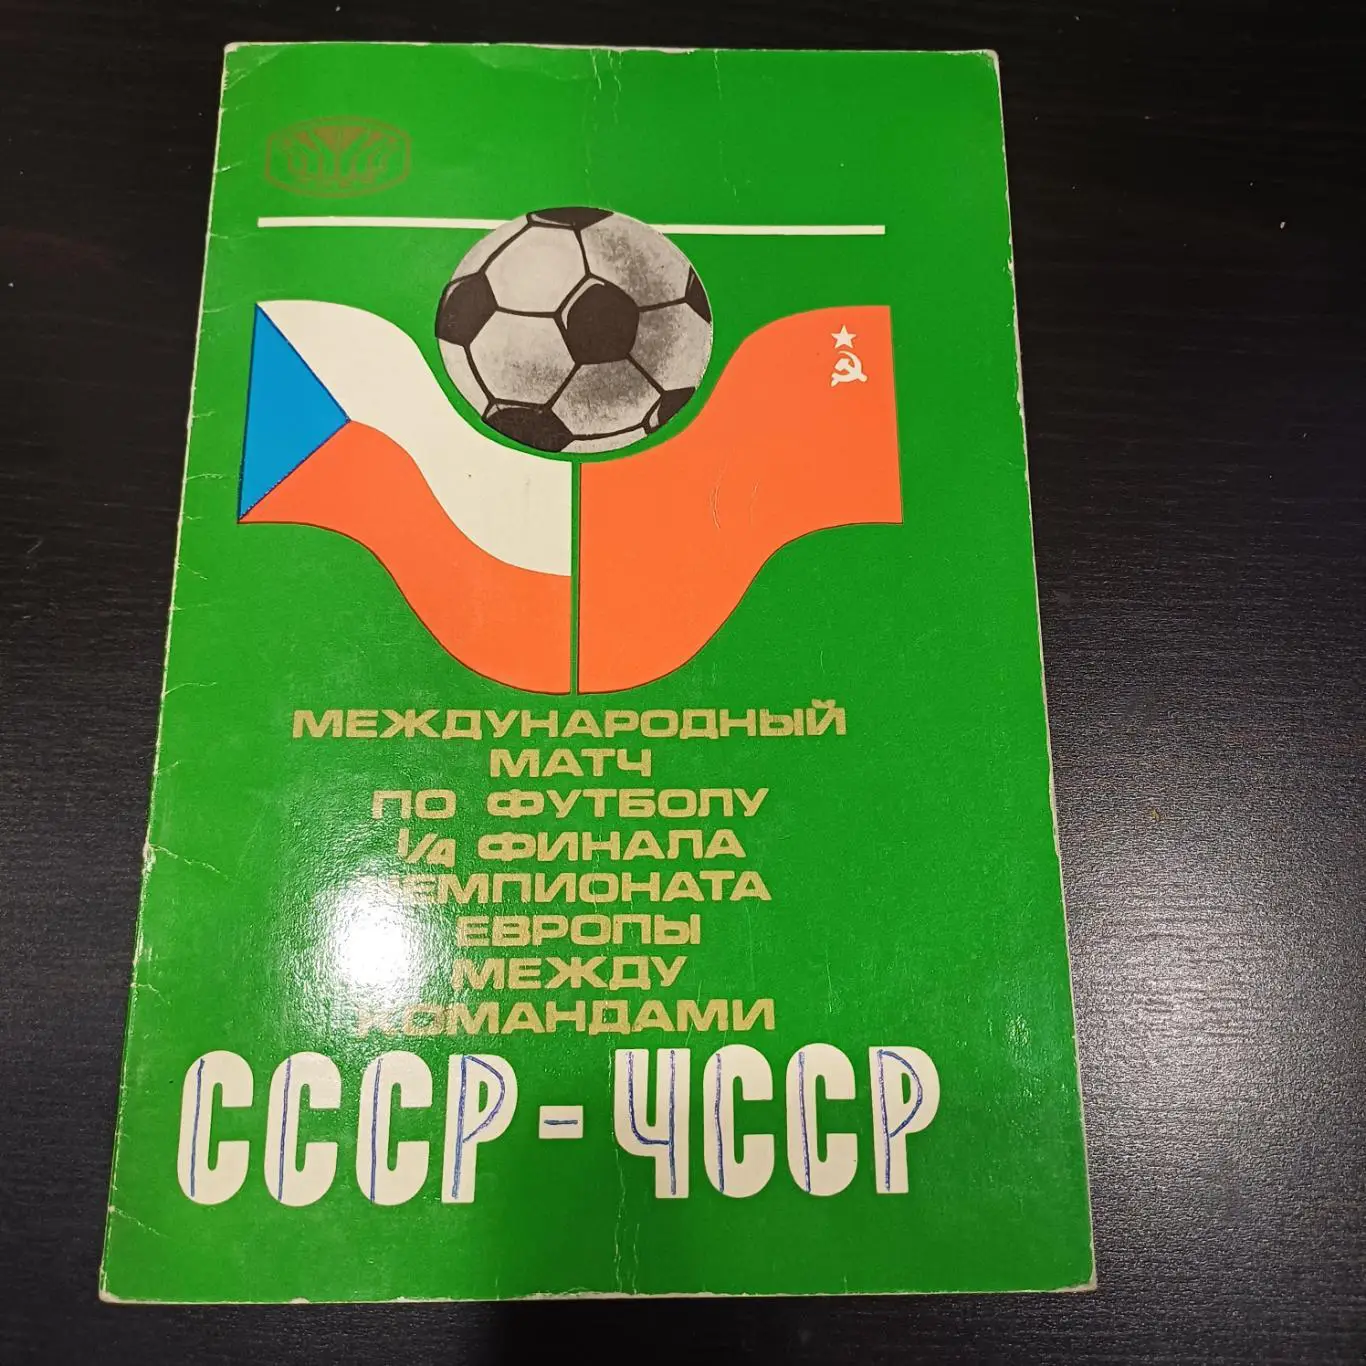 МЕЖДУНАРОДНЫЙ
МАТЧ
ПО ФУТБОЛУ
1/4 ФИНАЛА
ЧЕМПИОНАТА
ЕВРОПЫ
МЕЖДУ
КОМАНДАМИ
СССР-ЧССР